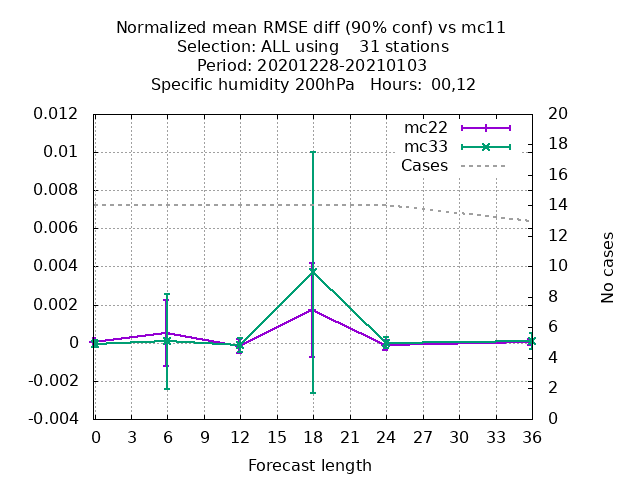 Normalized mean RMSE diff (90% conf) vs mc11
Selection: ALL using    31 stations
Period: 20201228-20210103
Specific humidity 200hPa   Hours: 00,12
0.012
0.01
0.008
0.006
0.004
0.002
0
-0.002
-0.004
mc22
mc33
Cases
20
18
16
14
12
10
8
6
4
2
0
No cases
0 3 6 9 12 15 18 21 24 27 30 33 36
Forecast length